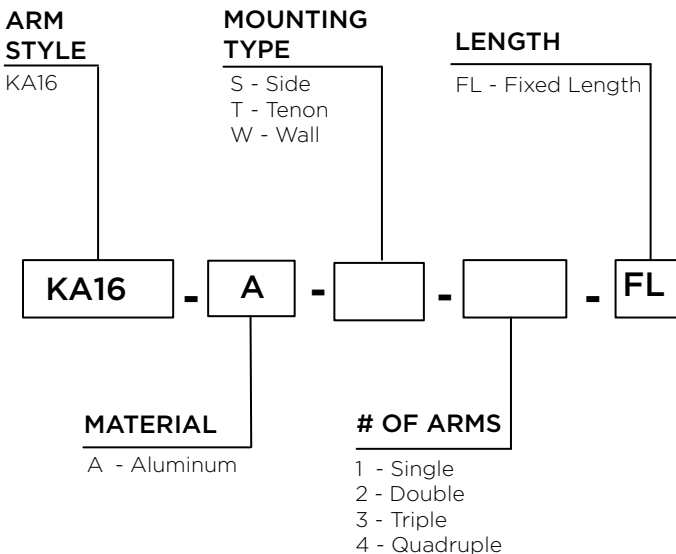 ARM
STYLE
KA16
MOUNTING
TYPE
S - Side
T - Tenon
W - Wall
LENGTH
FL - Fixed Length
KA16 - A - - - FL
MATERIAL
A - Aluminum
# OF ARMS
1 - Single
2 - Double
3 - Triple
4 - Quadruple